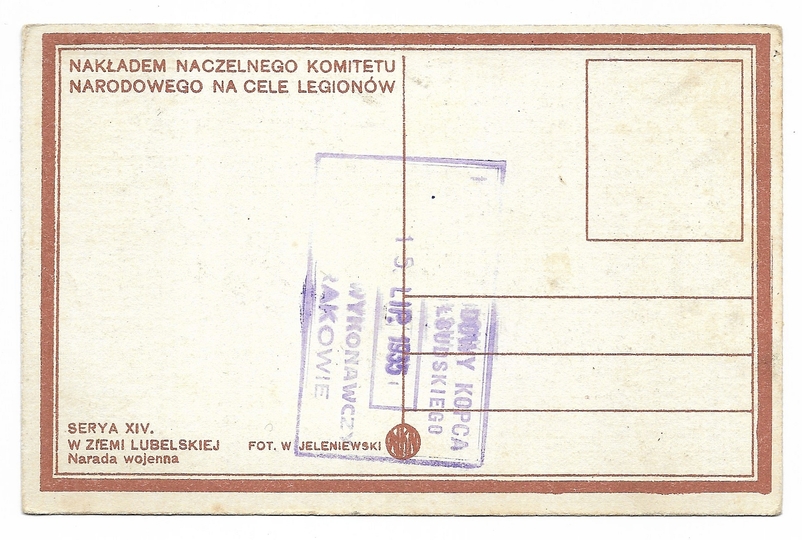 NAKŁADEM NACZELNEGO KOMITETU
NARODOWEGO NA CELE LEGIONÓW
KOPCA
15 LIP. 1935
WYKONAWCZY
SERYA XIV.
W ZIEMI LUBELSKIEJ
Narada wojenna
FOT. W JELENIEWSKI
NKN